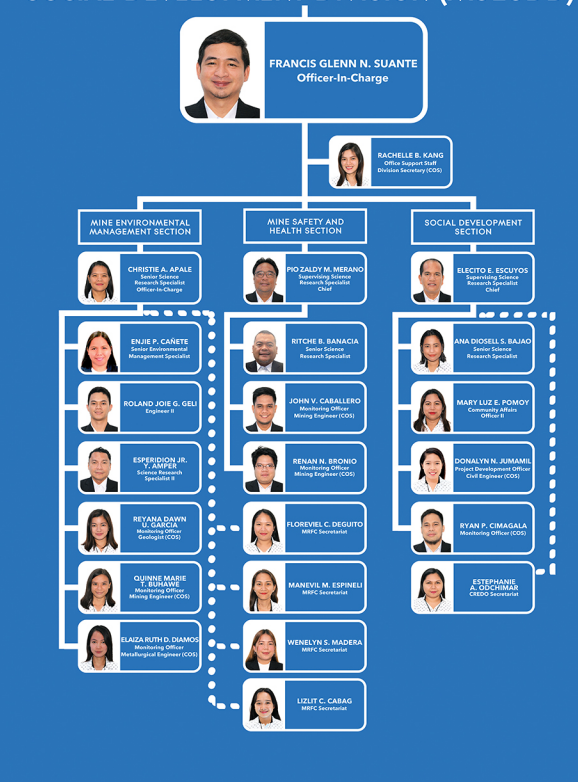 SOCIAL DEVELOPMENT DIVISION
FRANCIS GLENN N. SUANTE
Officer-In-Charge
RACHELLE B. KANG
Office Support Staff
Division Secretary (COS)
MINE ENVIRONMENTAL
MANAGEMENT SECTION
CHRISTIE A. APALE
Senior Science
Research Specialist
Officer-In-Charge
ENJIE P. CAÑETE
Senior Environmental
Management Specialist
ROLAND JOIE G. GELI
Engineer II
ESPERIDION JR.
Y. AMPER
Science Research
Specialist II
REYANA DAWN
U. GARCIA
Monitoring Officer
Geologist (COS)
QUINNE MARIE
T. BUHAWE
Monitoring Officer
Mining Engineer (COS)
ELAIZA RUTH D. DIAMOS
Monitoring Officer
Metallurgical Engineer (COS)
MINE SAFETY AND
HEALTH SECTION
PIO ZALDY M. MERANO
Supervising Science
Research Specialist
Chief
RITCHE B. BANACIA
Senior Science
Research Specialist
JOHN V. CABALLERO
Monitoring Officer
Mining Engineer (COS)
RENAN N. BRONIO
Monitoring Officer
Mining Engineer (COS)
FLOREVIEL C. DEGUITO
MRFC Secretariat
MANEVIL M. ESPINELI
MRFC Secretariat
WENELYN S. MADERA
MRFC Secretariat
LIZLIT C. CABAG
MRFC Secretariat
SOCIAL DEVELOPMENT
SECTION
ELECITO E. ESCUYOS
Supervising Science
Research Specialist
Chief
ANA DIOSELL S. BAJAO
Senior Science
Research Specialist
MARY LUZ E. POMOY
Community Affairs
Officer II
DONALYN N. JUMAMIL
Project Development Officer
Civil Engineer (COS)
RYAN P. CIMAGALA
Monitoring Officer (COS)
ESTEPHANIE
A. ODCHIMAR
CREDO Secretariat